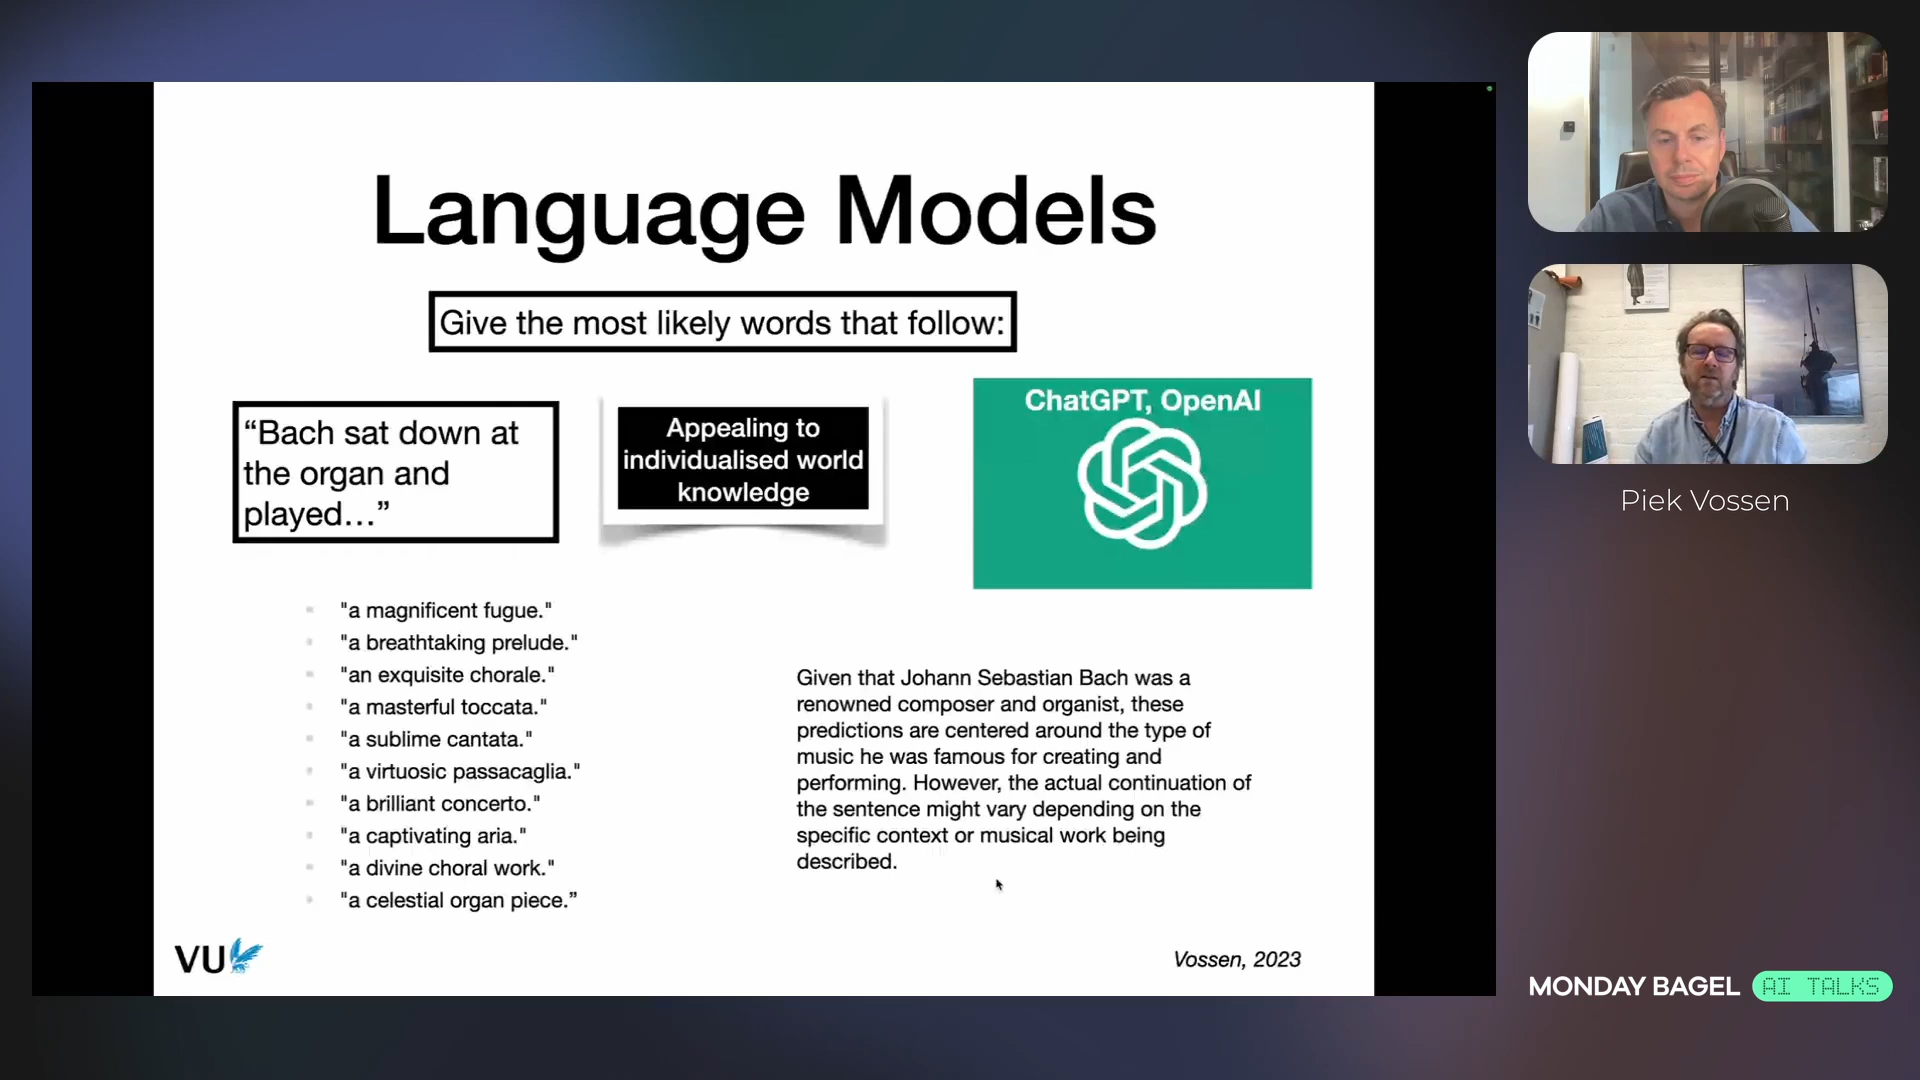 Language Models
Give the most likely words that follow:
“Bach sat down at
the organ and
played…”
Appealing to
individualised world
knowledge
ChatGPT, OpenAI
"a magnificent fugue."
"a breathtaking prelude."
"an exquisite chorale."
"a masterful toccata."
"a sublime cantata."
"a virtuosic passacaglia."
"a brilliant concerto."
"a captivating aria."
"a divine choral work."
"a celestial organ piece.”
Given that Johann Sebastian Bach was a
renowned composer and organist, these
predictions are centered around the type of
music he was famous for creating and
performing. However, the actual continuation of
the sentence might vary depending on the
specific context or musical work being
described.
VU
Vossen, 2023
Piek Vossen
MONDAY BAGEL AI TALKS